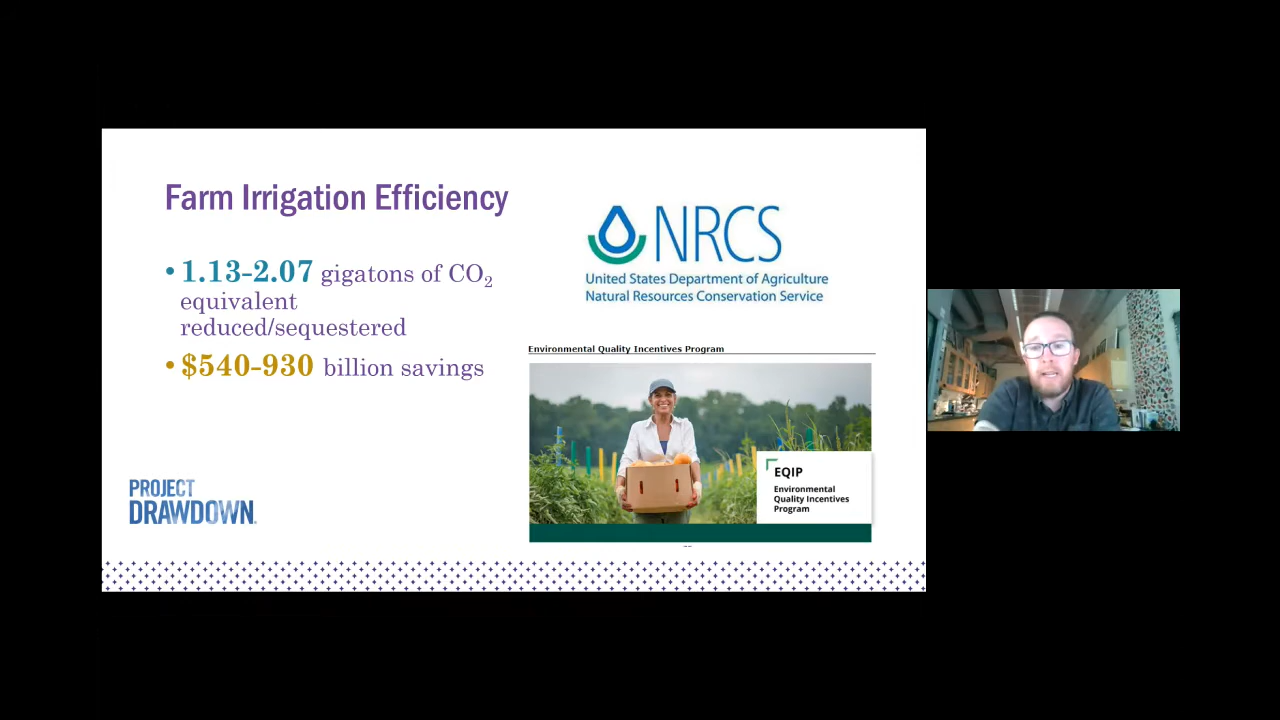 Farm Irrigation Efficiency
• 1.13-2.07 gigatons of CO₂
equivalent
reduced/sequestered
• $540-930 billion savings
PROJECT
DRAWDOWN.
NRCS
United States Department of Agriculture
Natural Resources Conservation Service
Environmental Quality Incentives Program
EQIP
Environmental
Quality Incentives
Program